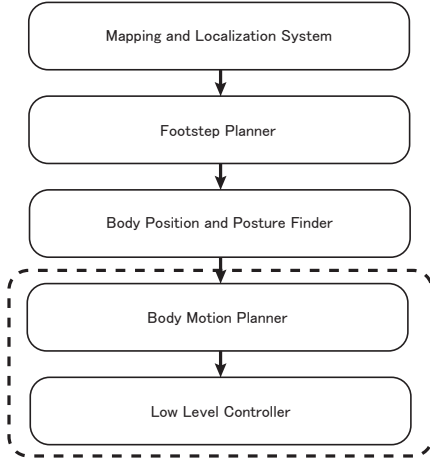 Mapping and Localization System
Footstep Planner
Body Position and Posture Finder
Body Motion Planner
Low Level Controller